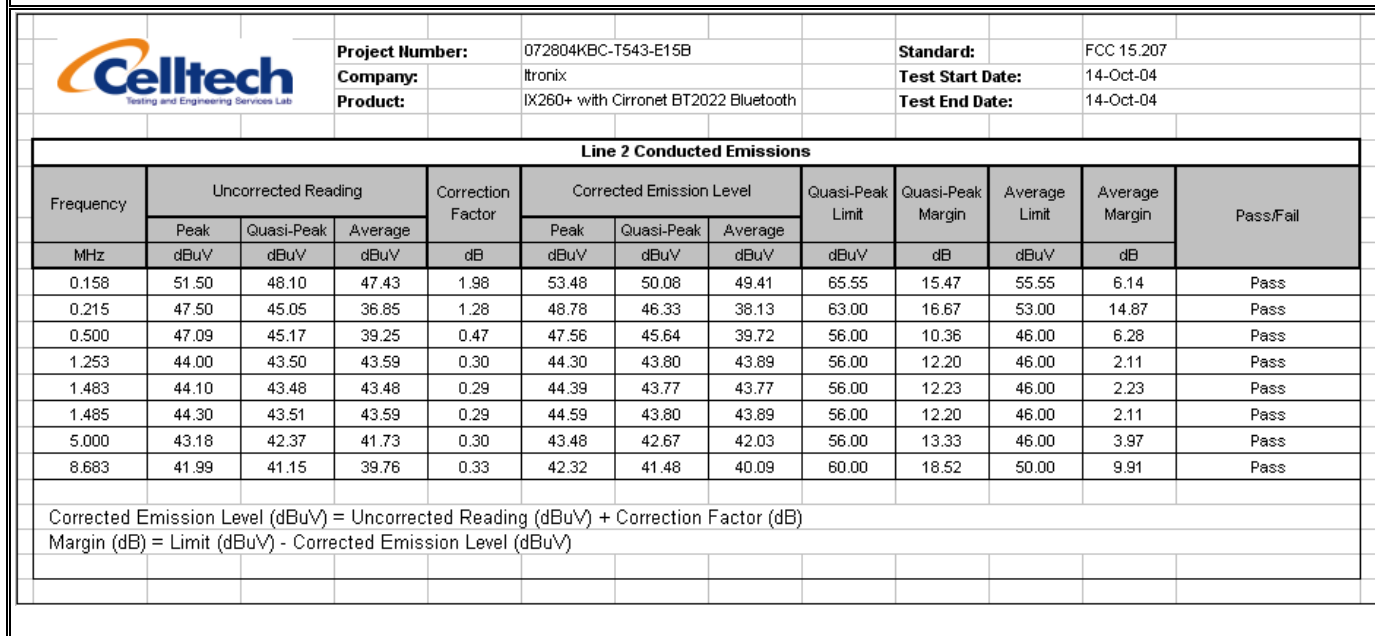 Celltech
Testing and Engineering Services Lab
Project Number: 072804KBC-T543-E15B Standard: FCC 15.207
Company: Itronix Test Start Date: 14-Oct-04
Product: IX260+ with Cirronet BT2022 Bluetooth Test End Date: 14-Oct-04
Line 2 Conducted Emissions
Frequency Uncorrected Reading Correction Factor Corrected Emission Level Quasi-Peak Limit Quasi-Peak Margin Average Limit Average Margin Pass/Fail
Peak Quasi-Peak Average Peak Quasi-Peak Average
MHz dBuV dBuV dBuV dB dBuV dBuV dBuV dBuV dB dBuV dB
0.158 51.50 48.10 47.43 1.98 53.48 50.08 49.41 65.55 15.47 55.55 6.14 Pass
0.215 47.50 45.05 36.85 1.28 48.78 46.33 38.13 63.00 16.67 53.00 14.87 Pass
0.500 47.09 45.17 39.25 0.47 47.56 45.64 39.72 56.00 10.36 46.00 6.28 Pass
1.253 44.00 43.50 43.59 0.30 44.30 43.80 43.89 56.00 12.20 46.00 2.11 Pass
1.483 44.10 43.48 43.48 0.29 44.39 43.77 43.77 56.00 12.23 46.00 2.23 Pass
1.485 44.30 43.51 43.59 0.29 44.59 43.80 43.89 56.00 12.20 46.00 2.11 Pass
5.000 43.18 42.37 41.73 0.30 43.48 42.67 42.03 56.00 13.33 46.00 3.97 Pass
8.683 41.99 41.15 39.76 0.33 42.32 41.48 40.09 60.00 18.52 50.00 9.91 Pass
Corrected Emission Level (dBuV) = Uncorrected Reading (dBuV) + Correction Factor (dB)
Margin (dB) = Limit (dBuV) - Corrected Emission Level (dBuV)